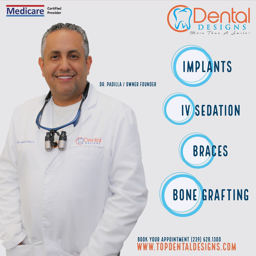 Medicare
Certified
Provider
Dental
DESIGNS
More Than A Smile
IMPLANTS
DR. PADILLA / OWNER FOUNDER
IV SEDATION
BRACES
Dental
BONE GRAFTING
BOOK YOUR APPOINTMENT (239) 628.1300
WWW.TOPDENTALDESIGNS.COM